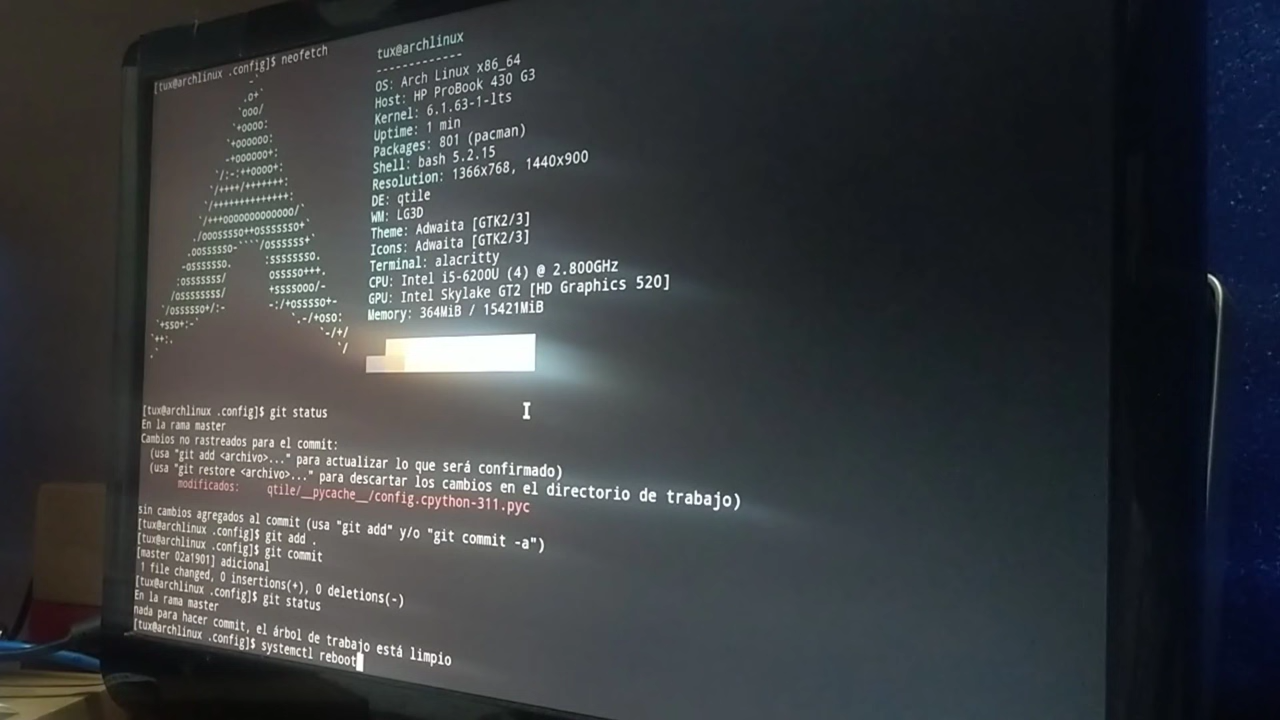 [tux@archlinux .config]$ neofetch
tux@archlinux
-------------
OS: Arch Linux x86_64
Host: HP ProBook 430 G3
Kernel: 6.1.63-1-lts
Uptime: 1 min
Packages: 801 (pacman)
Shell: bash 5.2.15
Resolution: 1366x768, 1440x900
DE: qtile
WM: LG3D
Theme: Adwaita [GTK2/3]
Icons: Adwaita [GTK2/3]
Terminal: alacritty
CPU: Intel i5-6200U (4) @ 2.800GHz
GPU: Intel Skylake GT2 [HD Graphics 520]
Memory: 364MiB / 15421MiB
[tux@archlinux .config]$ git status
En la rama master
Cambios no rastreados para el commit:
(usa "git add <archivo>..." para actualizar lo que será confirmado)
(usa "git restore <archivo>..." para descartar los cambios en el directorio de trabajo)
modificados: qtile/__pycache__/config.cpython-311.pyc
sin cambios agregados al commit (usa "git add" y/o "git commit -a")
[tux@archlinux .config]$ git add .
[tux@archlinux .config]$ git commit
[master 02a1901] adicional
1 file changed, 0 insertions(+), 0 deletions(-)
[tux@archlinux .config]$ git status
En la rama master
nada para hacer commit, el árbol de trabajo está limpio
[tux@archlinux .config]$ systemctl reboot